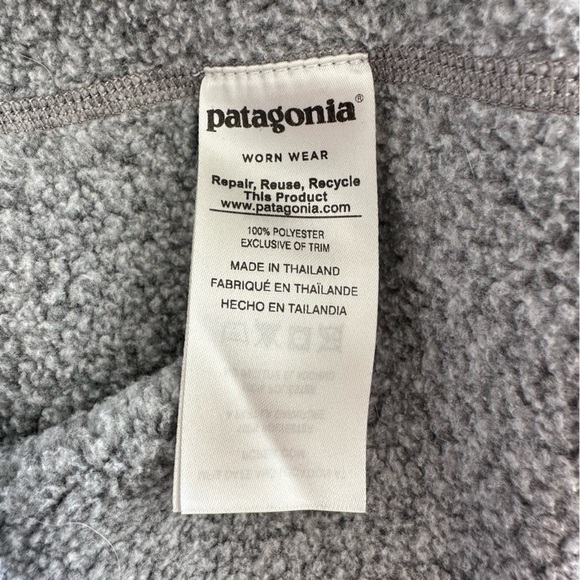 patagonia®
WORN WEAR
Repair, Reuse, Recycle
This Product
www.patagonia.com
100% POLYESTER
EXCLUSIVE OF TRIM
MADE IN THAILAND
FABRIQUÉ EN THAÏLANDE
HECHO EN TAILANDIA